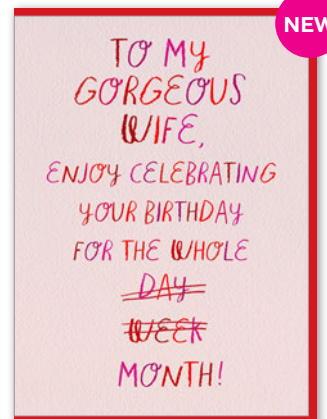 NEW
TO MY
GORGEOUS
WIFE,
ENJOY CELEBRATING
YOUR BIRTHDAY
FOR THE WHOLE
DAY
WEEK
MONTH!